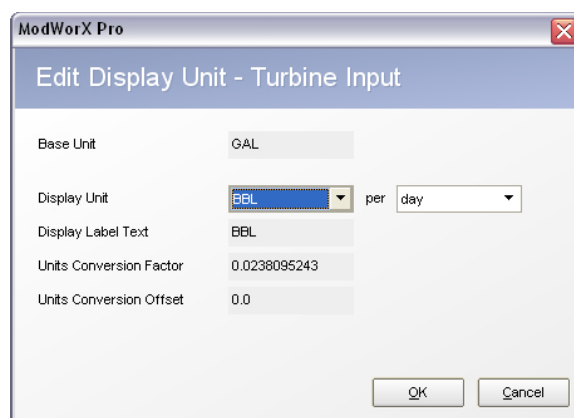 ModWorX Pro
Edit Display Unit - Turbine Input
Base Unit GAL
Display Unit BBL per day
Display Label Text BBL
Units Conversion Factor 0.0238095243
Units Conversion Offset 0.0
OK Cancel